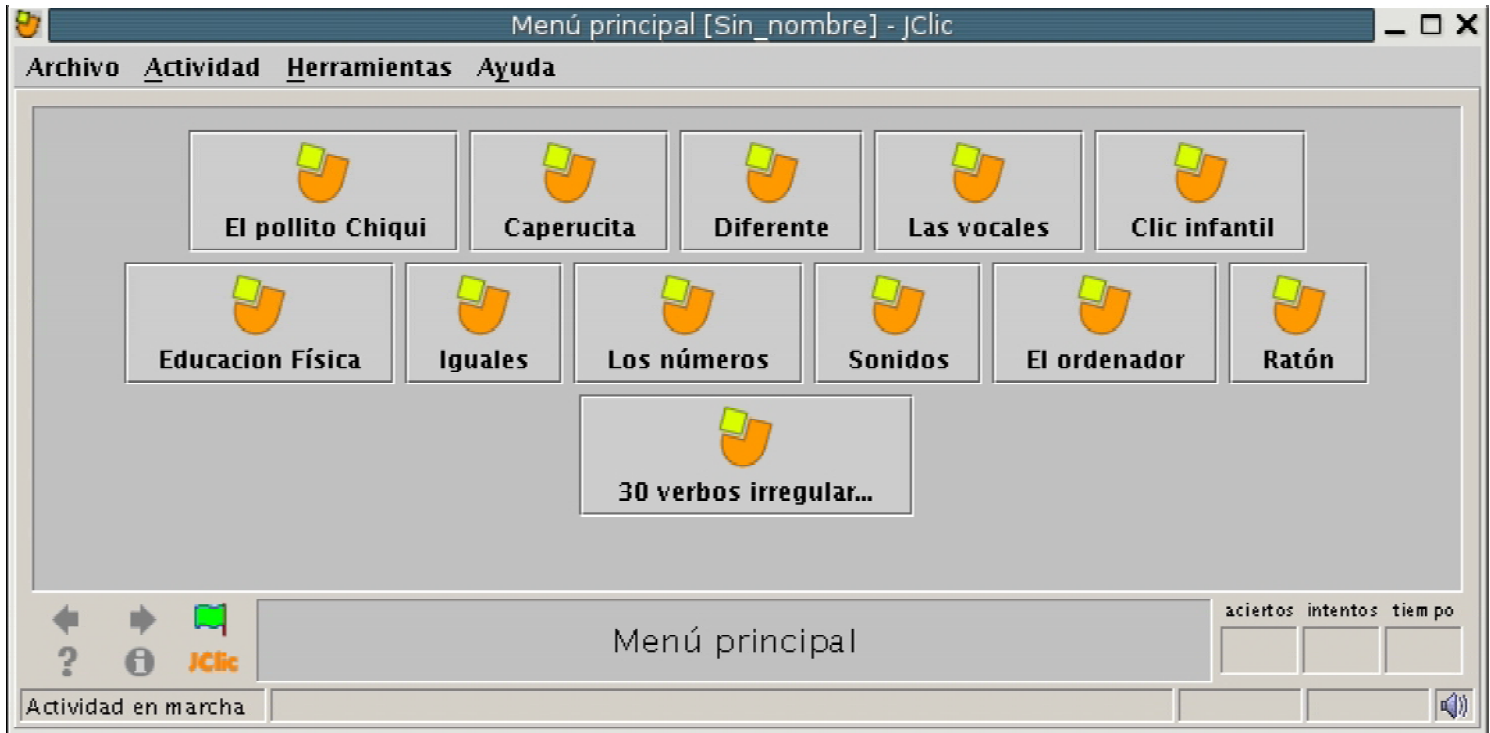 Menú principal [Sin_nombre] - JClic
Archivo Actividad Herramientas Ayuda
El pollito Chiqui Caperucita Diferente Las vocales Clic infantil
Educacion Física Iguales Los números Sonidos El ordenador Ratón
30 verbos irregular...
aciertos intentos tiempo
Menú principal
? i JClic
Actividad en marcha